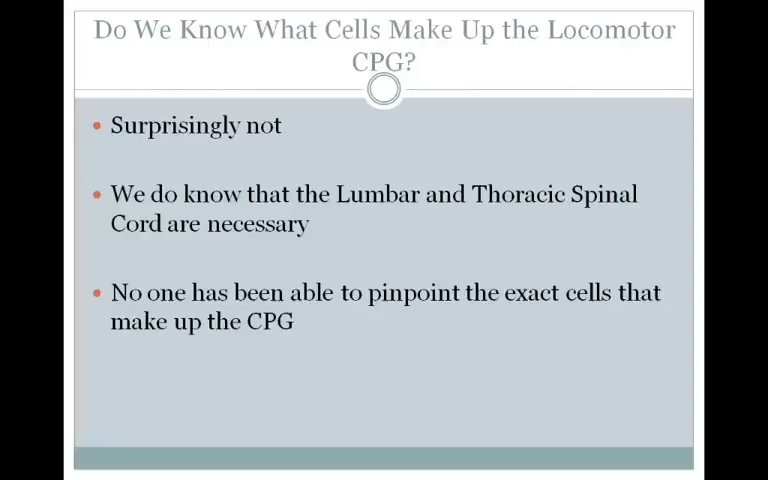 Do We Know What Cells Make Up the Locomotor
CPG?
• Surprisingly not
• We do know that the Lumbar and Thoracic Spinal
Cord are necessary
• No one has been able to pinpoint the exact cells that
make up the CPG